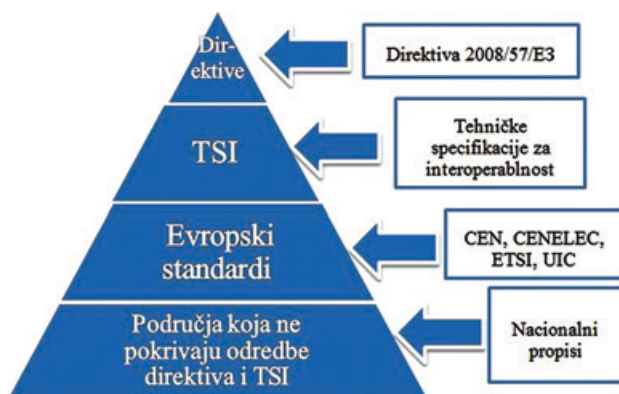 Dir-
ektive
Direktiva 2008/57/E3
TSI
Tehničke
specifikacije za
interoperablnost
Evropski
standardi
CEN, CENELEC,
ETSI, UIC
Područja koja ne
pokrivaju odredbe
direktiva i TSI
Nacionalni
propisi